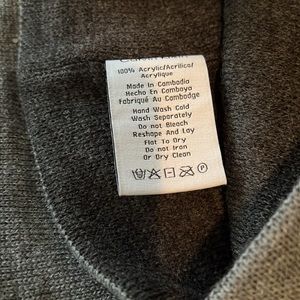 100% Acrylic/Acrilico/
Acrylique
Made In Cambodia
Hecho En Camboya
Fabriqué Au Cambodge
Hand Wash Cold
Wash Separately
Do not Bleach
Reshape And Lay
Flat To Dry
Do not Iron
Or Dry Clean
P